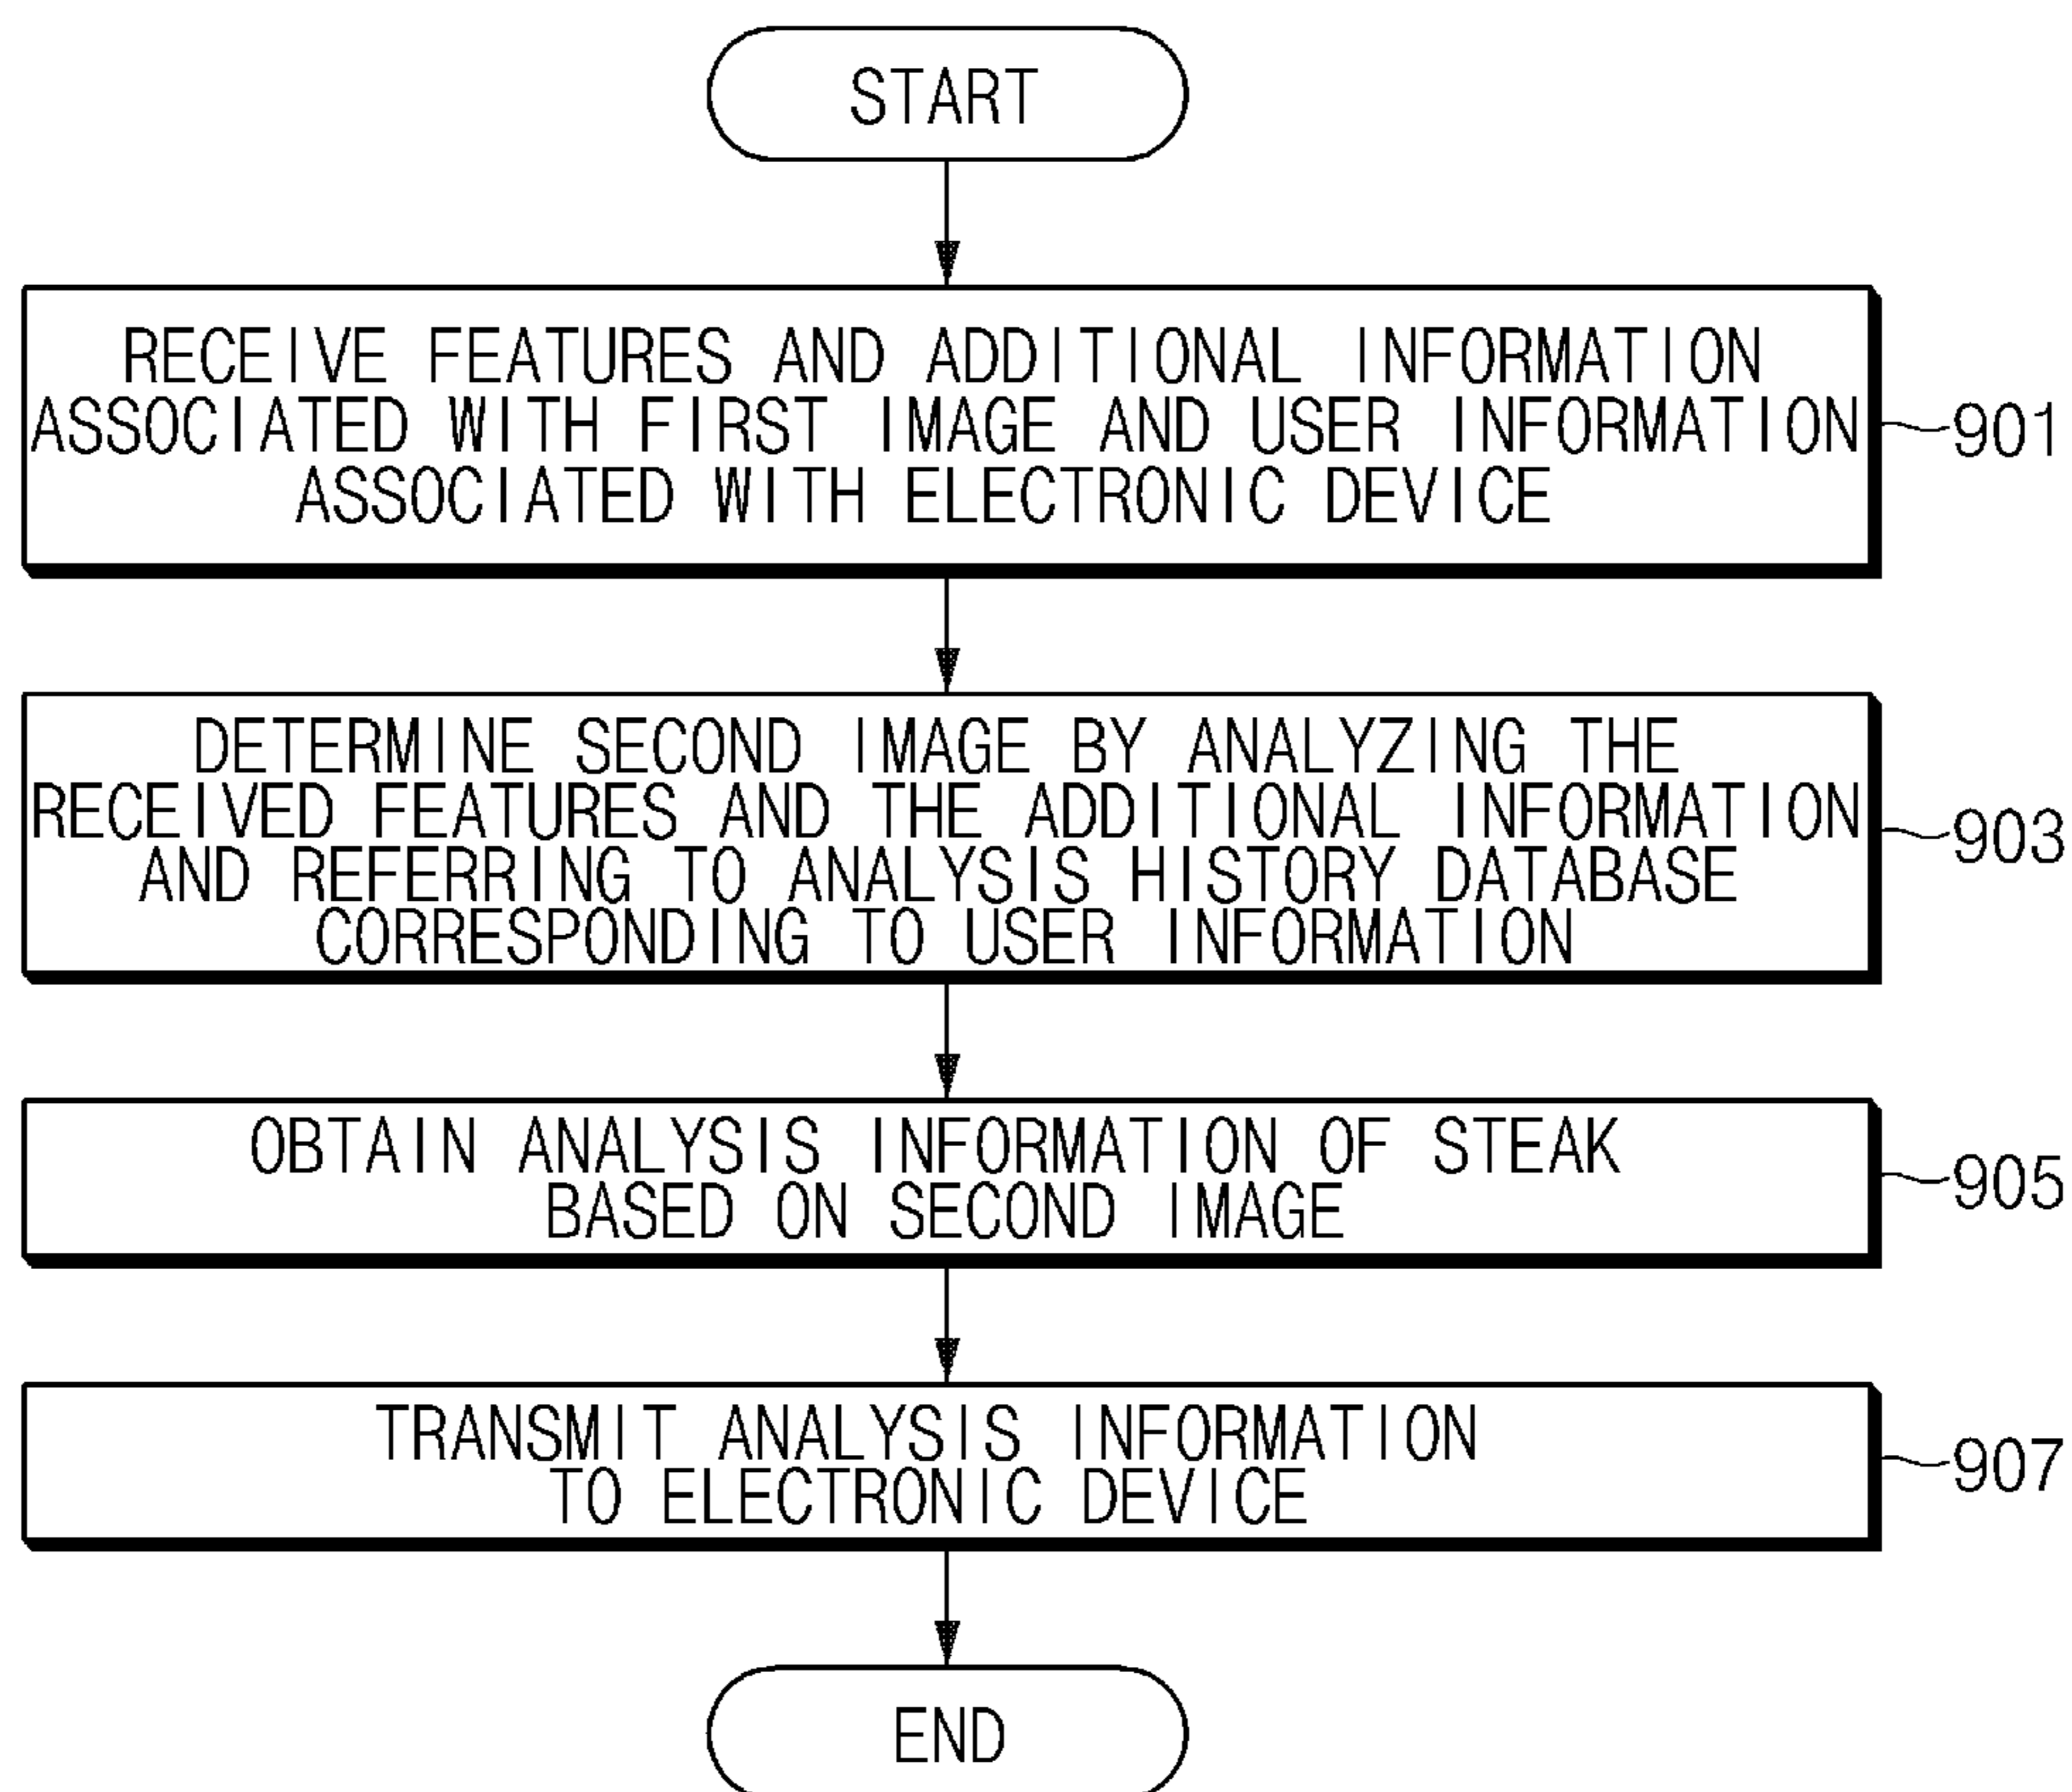 START
RECEIVE FEATURES AND ADDITIONAL INFORMATION
ASSOCIATED WITH FIRST IMAGE AND USER INFORMATION
ASSOCIATED WITH ELECTRONIC DEVICE
901
DETERMINE SECOND IMAGE BY ANALYZING THE
RECEIVED FEATURES AND THE ADDITIONAL INFORMATION
AND REFERRING TO ANALYSIS HISTORY DATABASE
CORRESPONDING TO USER INFORMATION
903
OBTAIN ANALYSIS INFORMATION OF STEAK
BASED ON SECOND IMAGE
905
TRANSMIT ANALYSIS INFORMATION
TO ELECTRONIC DEVICE
907
END